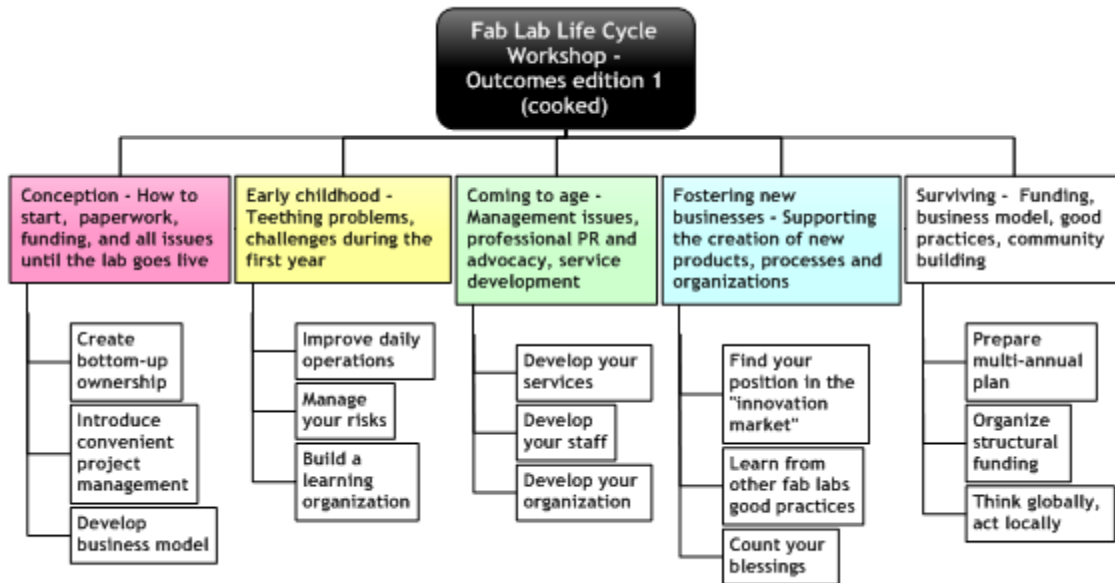 Fab Lab Life Cycle
Workshop -
Outcomes edition 1
(cooked)
Conception - How to
start, paperwork,
funding, and all issues
until the lab goes live
Create
bottom-up
ownership
Introduce
convenient
project
management
Develop
business model
Early childhood -
Teething problems,
challenges during the
first year
Improve daily
operations
Manage
your risks
Build a
learning
organization
Coming to age -
Management issues,
professional PR and
advocacy, service
development
Develop your
services
Develop
your staff
Develop your
organization
Fostering new
businesses - Supporting
the creation of new
products, processes and
organizations
Find your
position in the
"innovation
market"
Learn from
other fab labs
good practices
Count your
blessings
Surviving - Funding,
business model, good
practices, community
building
Prepare
multi-annual
plan
Organize
structural
funding
Think globally,
act locally